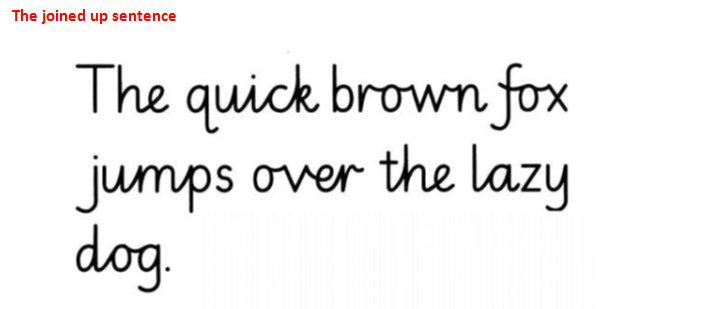 The joined up sentence
The quick brown fox
jumps over the lazy
dog.